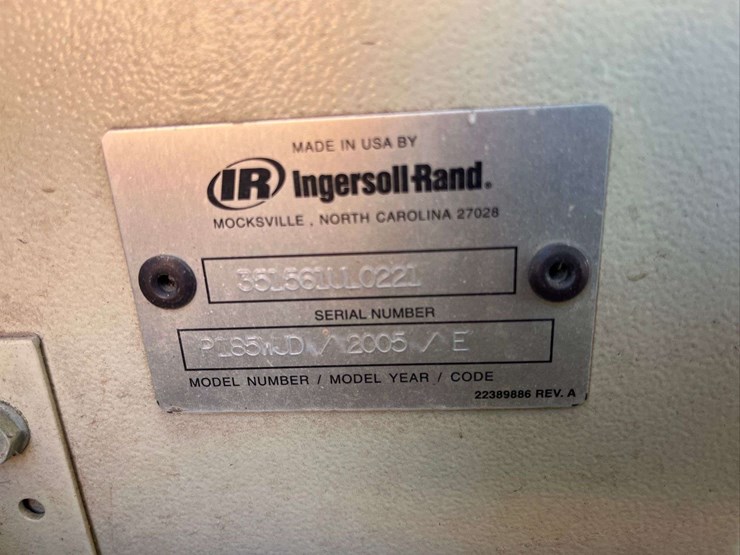 MADE IN USA BY
IR Ingersoll-Rand.
MOCKSVILLE , NORTH CAROLINA 27028
351561UL0221
SERIAL NUMBER
P185WJD / 2005 / E
MODEL NUMBER / MODEL YEAR / CODE
22389886 REV. A